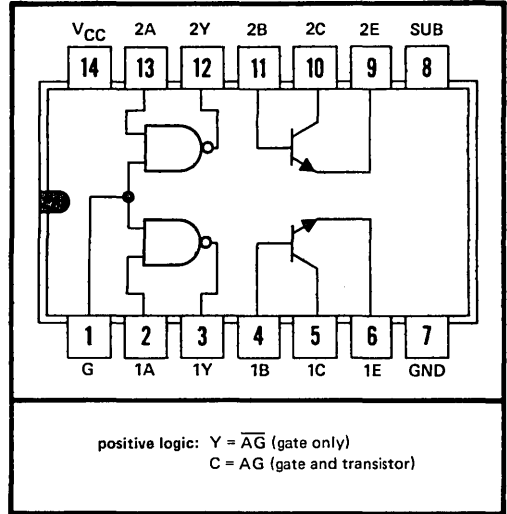 VCC 2A 2Y 2B 2C 2E SUB
14 13 12 11 10 9 8
1 2 3 4 5 6 7
G 1A 1Y 1B 1C 1E GND
positive logic: Y = A̅G̅ (gate only)
C = AG (gate and transistor)